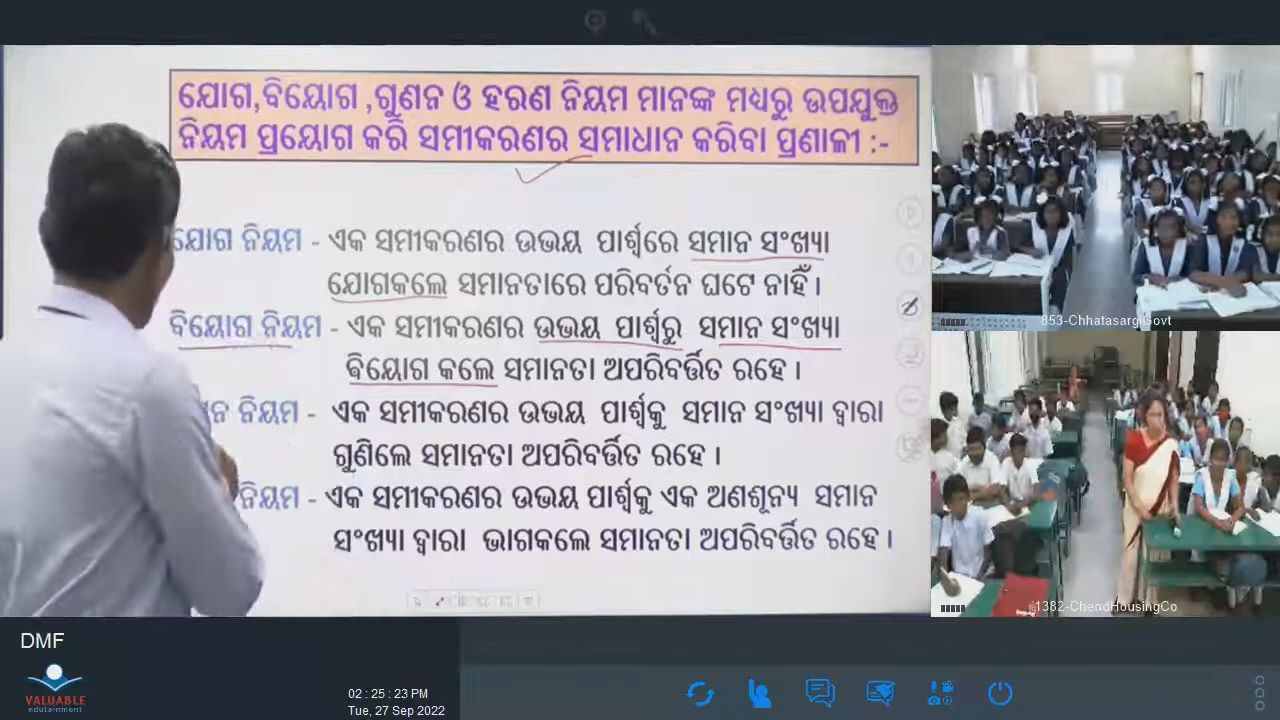 ଯୋଗ,ବିୟୋଗ ,ଗୁଣନ ଓ ହରଣ ନିୟମ ମାନଙ୍କ ମଧ୍ୟରୁ ଉପଯୁକ୍ତ
ନିୟମ ପ୍ରୟୋଗ କରି ସମୀକରଣର ସମାଧାନ କରିବା ପ୍ରଣାଳୀ :-
ଯୋଗ ନିୟମ - ଏକ ସମୀକରଣର ଉଭୟ ପାର୍ଶ୍ୱରେ ସମାନ ସଂଖ୍ୟା
ଯୋଗକଲେ ସମାନତାରେ ପରିବର୍ତନ ଘଟେ ନାହିଁ ।
ବିୟୋଗ ନିୟମ - ଏକ ସମୀକରଣର ଉଭୟ ପାର୍ଶ୍ୱରୁ ସମାନ ସଂଖ୍ୟା
ବିୟୋଗ କଲେ ସମାନତା ଅପରିବର୍ତ୍ତିତ ରହେ ।
ନିୟମ - ଏକ ସମୀକରଣର ଉଭୟ ପାର୍ଶ୍ୱକୁ ସମାନ ସଂଖ୍ୟା ଦ୍ୱାରା
ଗୁଣିଲେ ସମାନତା ଅପରିବର୍ତ୍ତିତ ରହେ ।
ନିୟମ - ଏକ ସମୀକରଣର ଉଭୟ ପାର୍ଶ୍ୱକୁ ଏକ ଅଣଶୂନ୍ୟ ସମାନ
ସଂଖ୍ୟା ଦ୍ୱାରା ଭାଗକଲେ ସମାନତା ଅପରିବର୍ତ୍ତିତ ରହେ ।
853-ChhatasargiGovt
1382-ChendHousingCo
DMF
VALUABLE
edutainment
02 : 25 : 23 PM
Tue, 27 Sep 2022